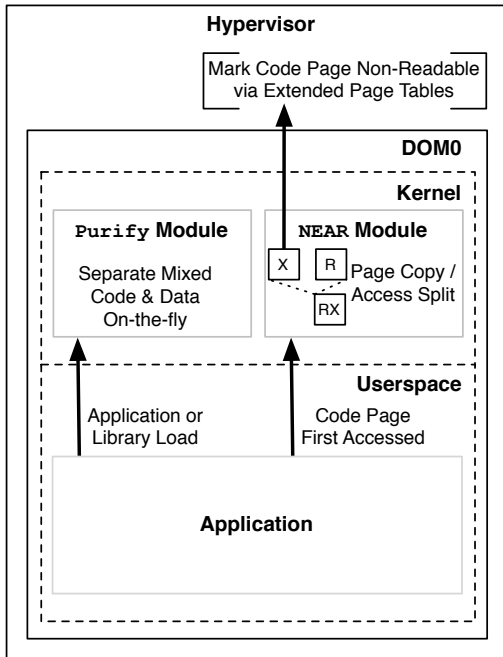 Hypervisor
Mark Code Page Non-Readable
via Extended Page Tables
DOM0
Kernel
Purify Module
Separate Mixed
Code & Data
On-the-fly
NEAR Module
X
R
RX
Page Copy /
Access Split
Userspace
Application or
Library Load
Code Page
First Accessed
Application